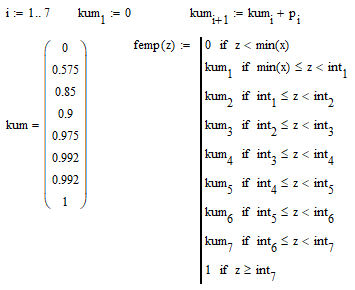 i := 1.. 7 kum₁ := 0 kumᵢ₊₁ := kumᵢ + pᵢ
femp(z) := 0 if z < min(x)
kum₁ if min(x) ≤ z < int₁
kum₂ if int₁ ≤ z < int₂
kum₃ if int₂ ≤ z < int₃
kum₄ if int₃ ≤ z < int₄
kum₅ if int₄ ≤ z < int₅
kum₆ if int₅ ≤ z < int₆
kum₇ if int₆ ≤ z < int₇
1 if z ≥ int₇
kum =
0
0.575
0.85
0.9
0.975
0.992
0.992
1